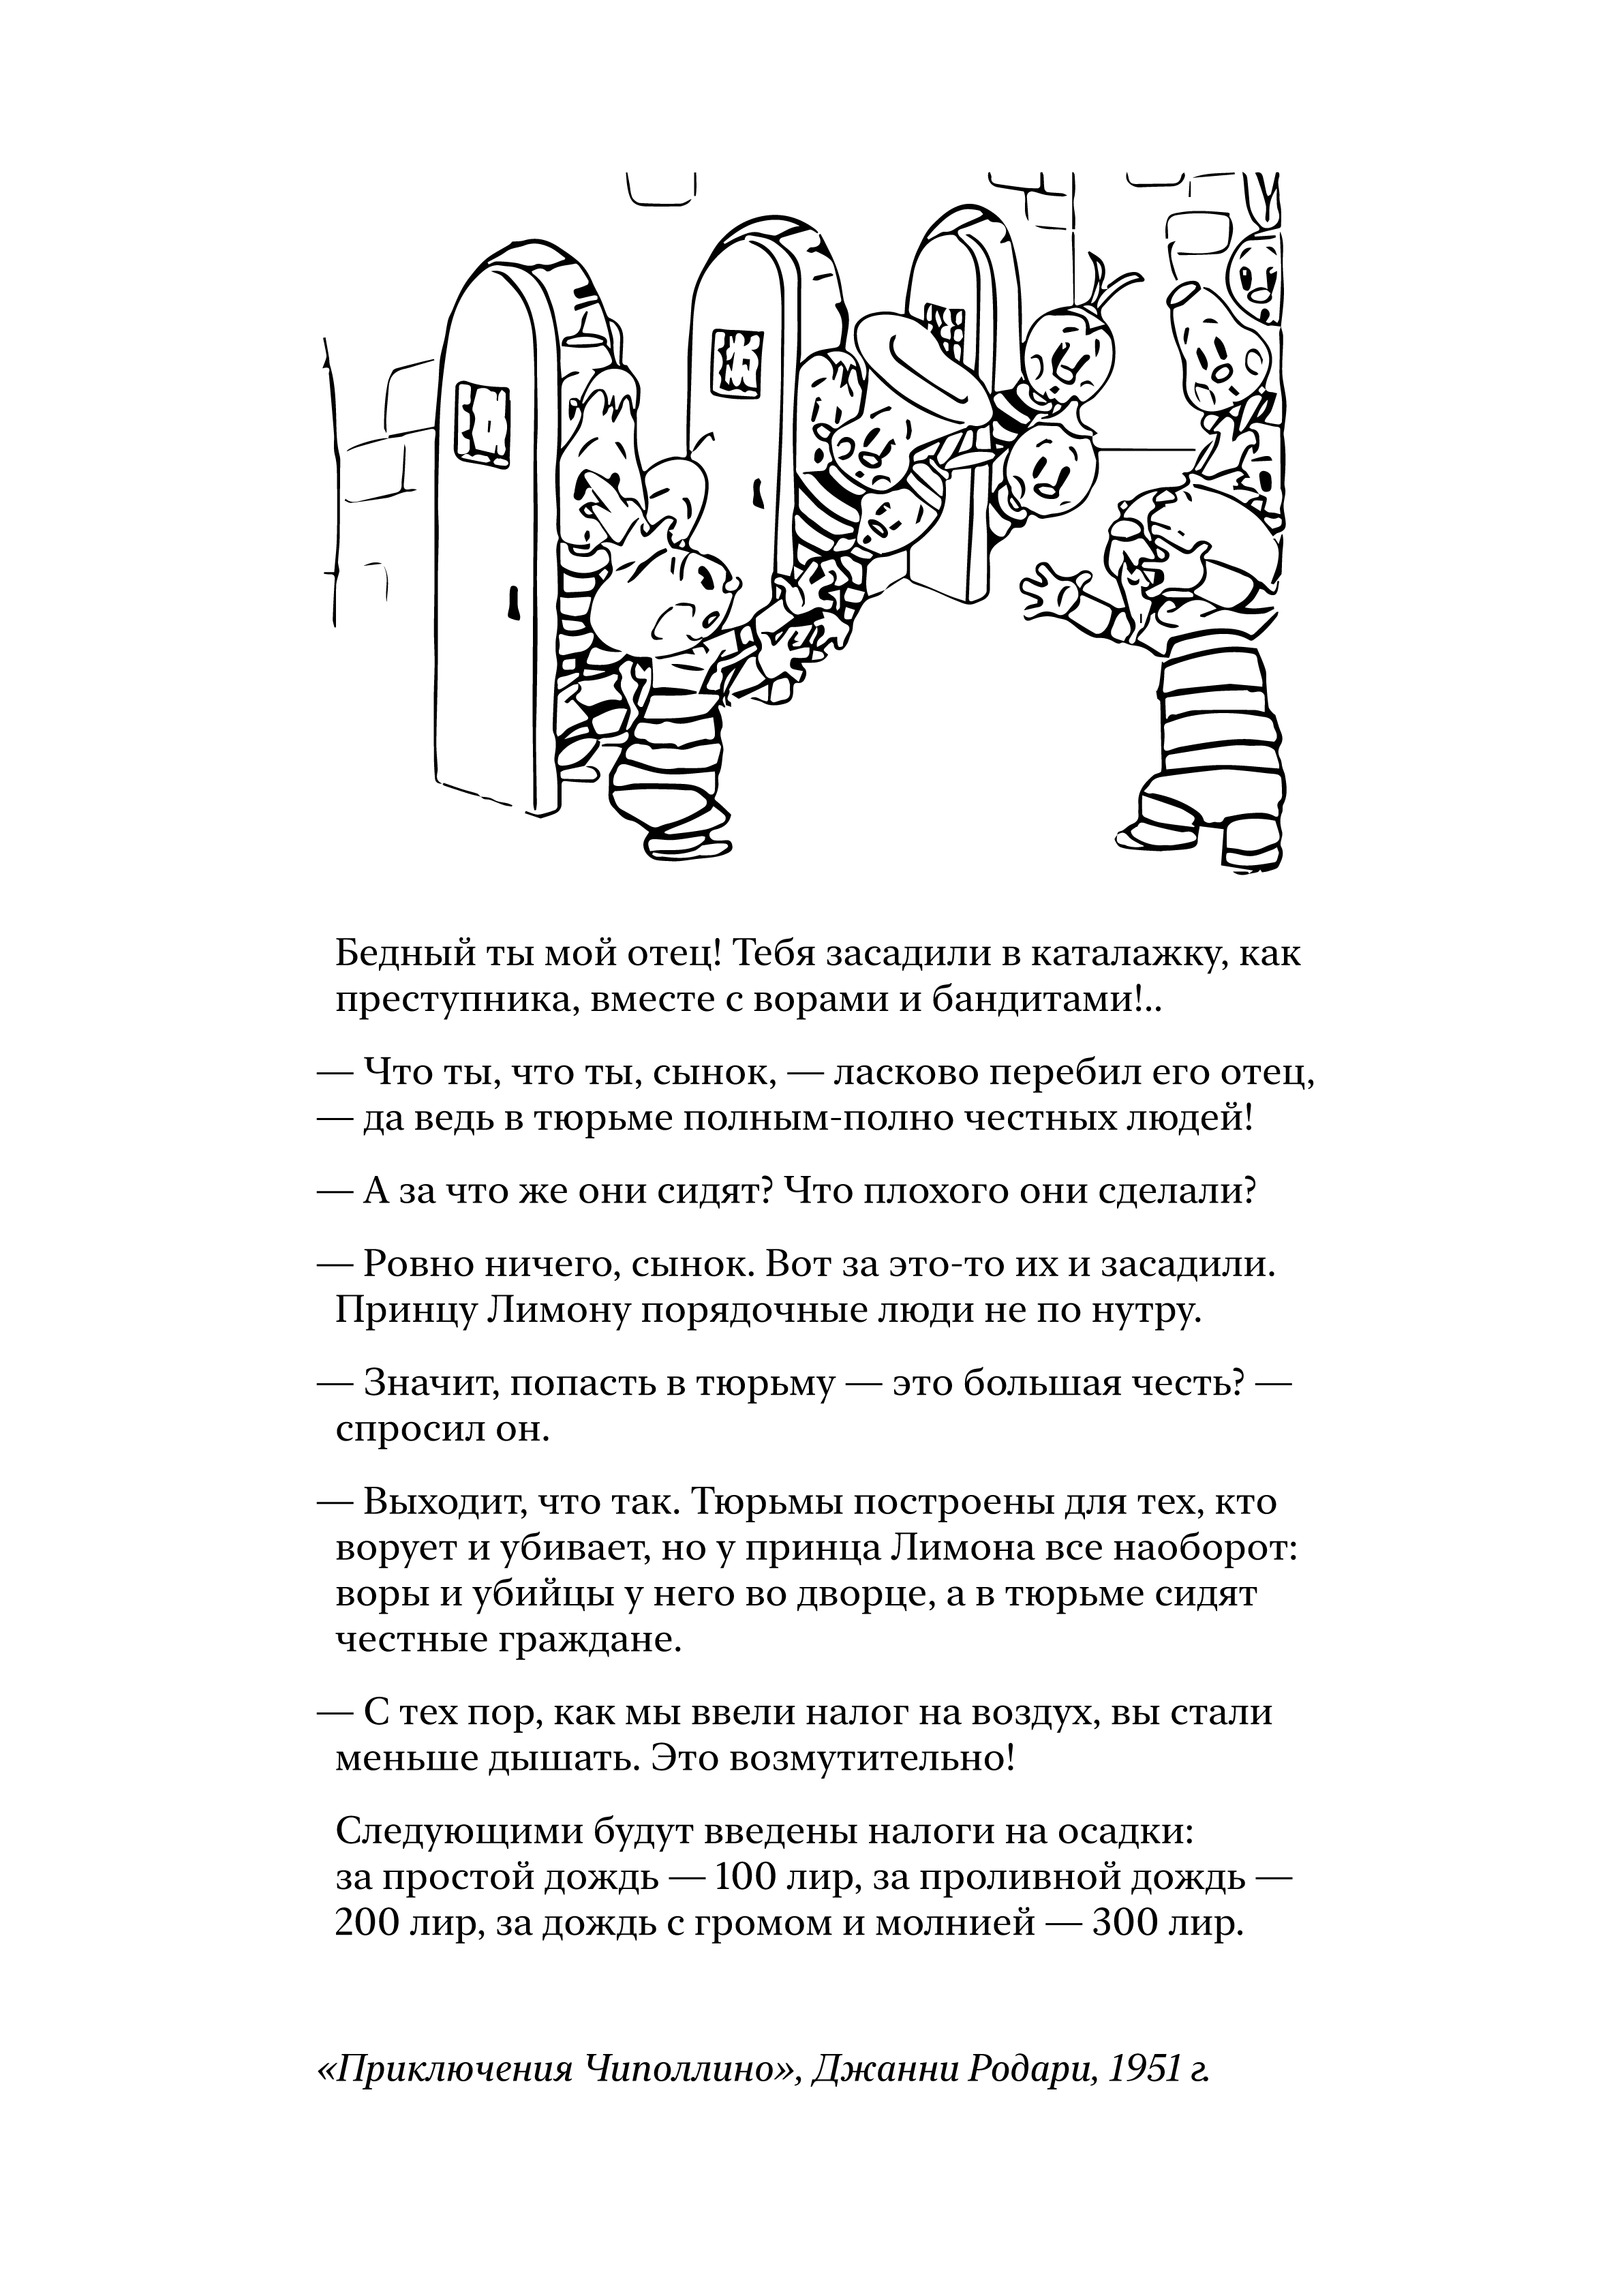 Бедный ты мой отец! Тебя засадили в каталажку, как
преступника, вместе с ворами и бандитами!..
— Что ты, что ты, сынок, — ласково перебил его отец,
— да ведь в тюрьме полным-полно честных людей!
— А за что же они сидят? Что плохого они сделали?
— Ровно ничего, сынок. Вот за это-то их и засадили.
Принцу Лимону порядочные люди не по нутру.
— Значит, попасть в тюрьму — это большая честь? —
спросил он.
— Выходит, что так. Тюрьмы построены для тех, кто
ворует и убивает, но у принца Лимона все наоборот:
воры и убийцы у него во дворце, а в тюрьме сидят
честные граждане.
— С тех пор, как мы ввели налог на воздух, вы стали
меньше дышать. Это возмутительно!
Следующими будут введены налоги на осадки:
за простой дождь — 100 лир, за проливной дождь —
200 лир, за дождь с громом и молнией — 300 лир.
«Приключения Чиполлино», Джанни Родари, 1951 г.